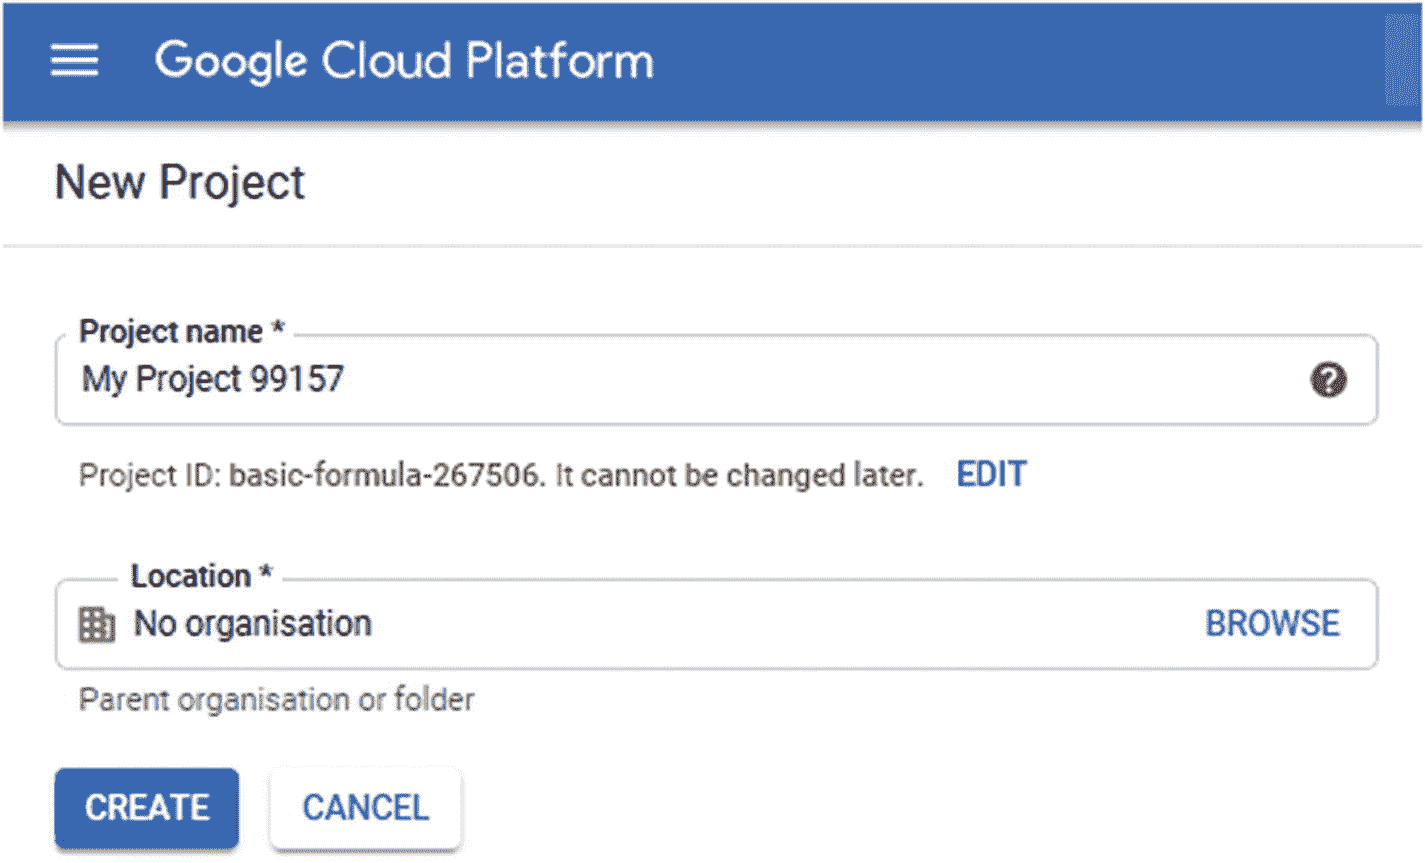 Google Cloud Platform
New Project
Project name *
My Project 99157
?
Project ID: basic-formula-267506. It cannot be changed later. EDIT
Location *
No organisation BROWSE
Parent organisation or folder
CREATE CANCEL